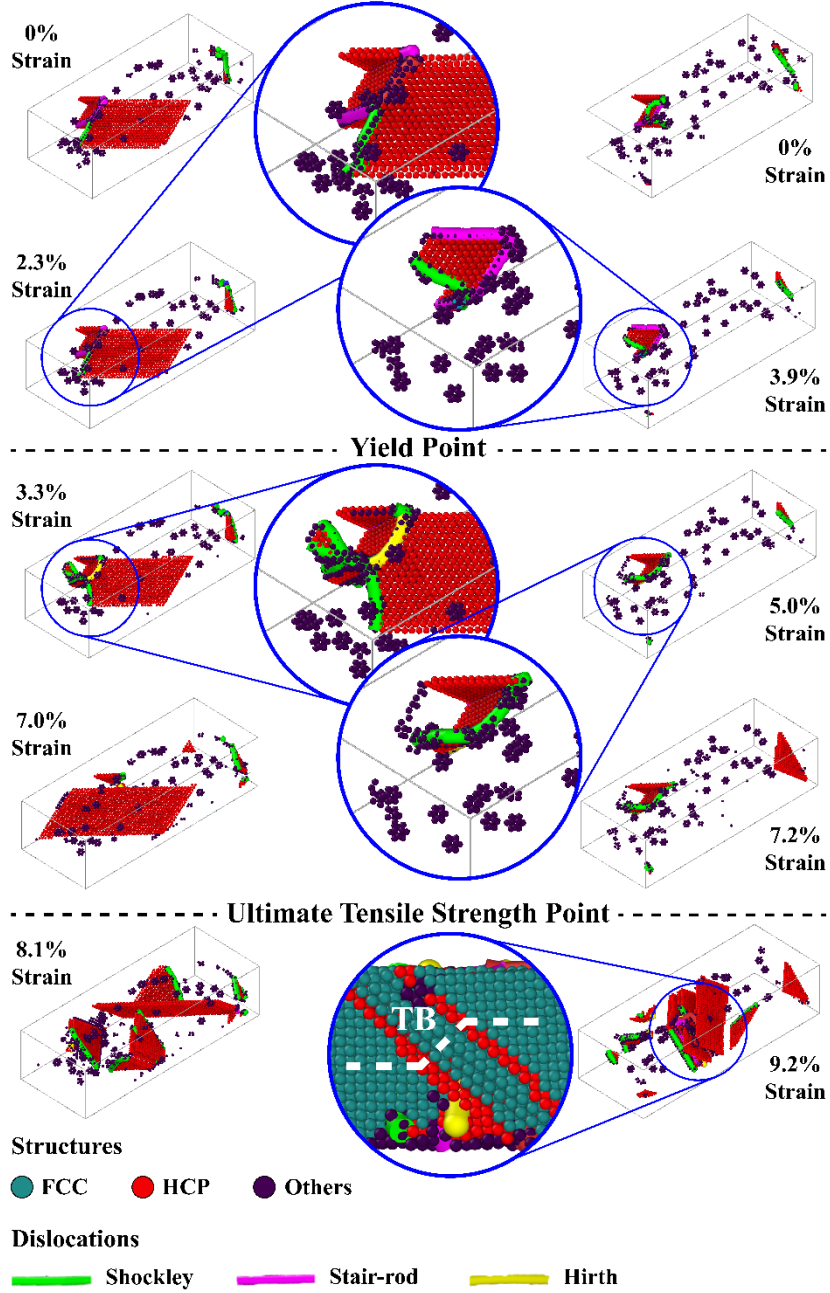 0%
Strain
0%
Strain
2.3%
Strain
3.9%
Strain
Yield Point
3.3%
Strain
5.0%
Strain
7.0%
Strain
7.2%
Strain
Ultimate Tensile Strength Point
8.1%
Strain
TB
9.2%
Strain
Structures
FCC HCP Others
Dislocations
Shockley Stair-rod Hirth